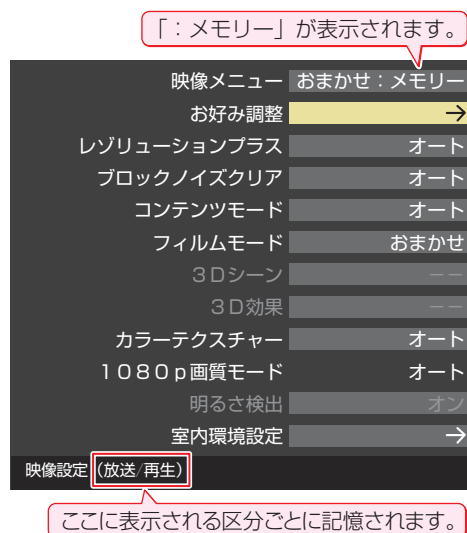 「：メモリー」が表示されます。
映像メニュー おまかせ：メモリー
お好み調整 →
レゾリューションプラス オート
ブロックノイズクリア オート
コンテンツモード オート
フィルムモード おまかせ
３Ｄシーン －－
３Ｄ効果 －－
カラーテクスチャー オート
１０８０ｐ画質モード オート
明るさ検出 オン
室内環境設定 →
映像設定 (放送/再生)
ここに表示される区分ごとに記憶されます。